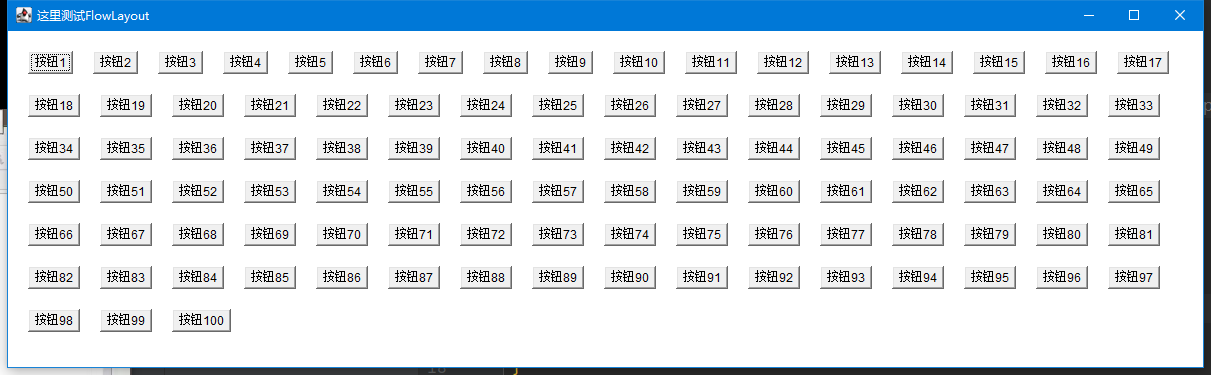 这里测试FlowLayout
按钮1 按钮2 按钮3 按钮4 按钮5 按钮6 按钮7 按钮8 按钮9 按钮10 按钮11 按钮12 按钮13 按钮14 按钮15 按钮16 按钮17
按钮18 按钮19 按钮20 按钮21 按钮22 按钮23 按钮24 按钮25 按钮26 按钮27 按钮28 按钮29 按钮30 按钮31 按钮32 按钮33
按钮34 按钮35 按钮36 按钮37 按钮38 按钮39 按钮40 按钮41 按钮42 按钮43 按钮44 按钮45 按钮46 按钮47 按钮48 按钮49
按钮50 按钮51 按钮52 按钮53 按钮54 按钮55 按钮56 按钮57 按钮58 按钮59 按钮60 按钮61 按钮62 按钮63 按钮64 按钮65
按钮66 按钮67 按钮68 按钮69 按钮70 按钮71 按钮72 按钮73 按钮74 按钮75 按钮76 按钮77 按钮78 按钮79 按钮80 按钮81
按钮82 按钮83 按钮84 按钮85 按钮86 按钮87 按钮88 按钮89 按钮90 按钮91 按钮92 按钮93 按钮94 按钮95 按钮96 按钮97
按钮98 按钮99 按钮100